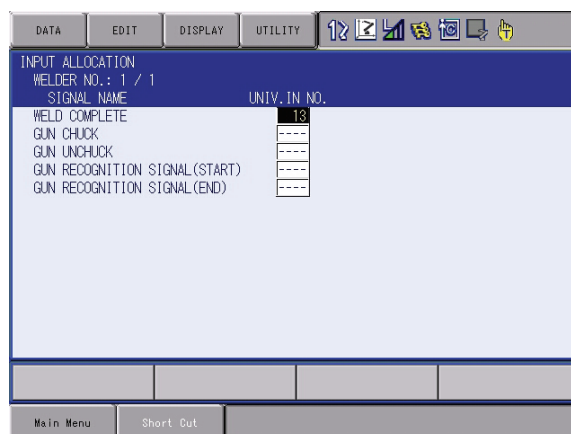 DATA EDIT DISPLAY UTILITY
INPUT ALLOCATION
WELDER NO.: 1 / 1
SIGNAL NAME UNIV.IN NO.
WELD COMPLETE 13
GUN CHUCK ----
GUN UNCHUCK ----
GUN RECOGNITION SIGNAL(START) ----
GUN RECOGNITION SIGNAL(END) ----
Main Menu Short Cut